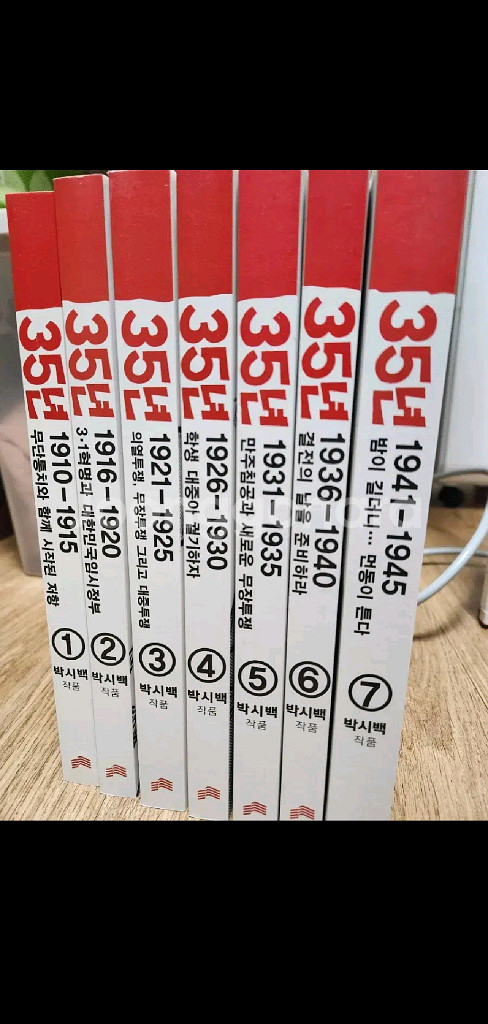 35년
1910-1915
무단통치와 함께 시작된 저항
1
박시백
작품
35년
1916-1920
3·1혁명과 대한민국임시정부
2
박시백
작품
35년
1921-1925
의열투쟁, 무장투쟁 그리고 대중투쟁
3
박시백
작품
35년
1926-1930
학생 대중아 궐기하자
4
박시백
작품
35년
1931-1935
만주침공과 새로운 무장투쟁
5
박시백
작품
35년
1936-1940
결전의 날을 준비하라
6
박시백
작품
35년
1941-1945
밤이 길더니… 먼동이 튼다
7
박시백
작품